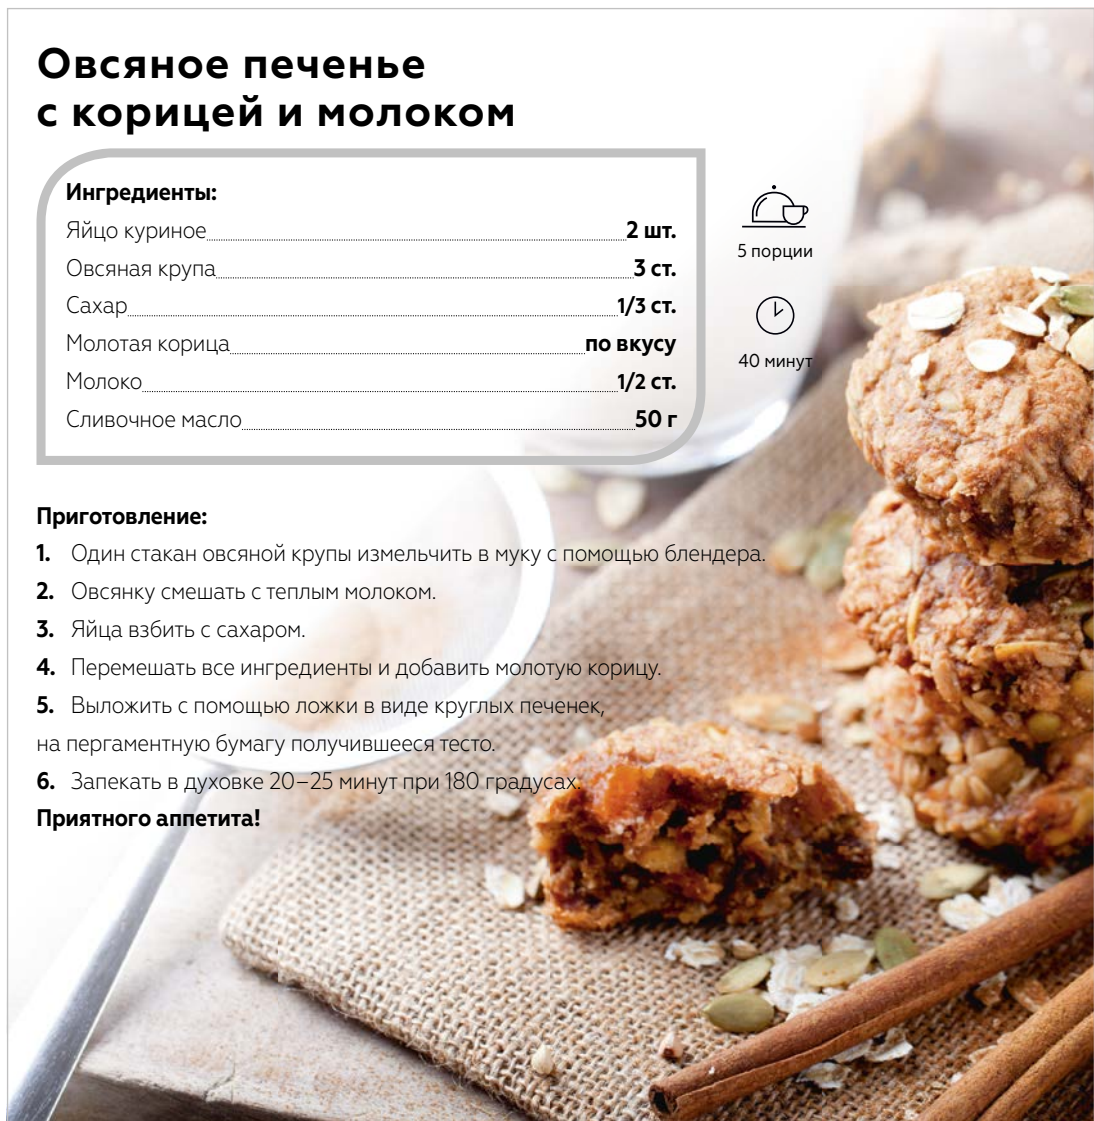 Овсяное печенье
с корицей и молоком
Ингредиенты:
Яйцо куриное 2 шт.
Овсяная крупа 3 ст.
Сахар 1/3 ст.
Молотая корица по вкусу
Молоко 1/2 ст.
Сливочное масло 50 г
5 порции
40 минут
Приготовление:
1. Один стакан овсяной крупы измельчить в муку с помощью блендера.
2. Овсянку смешать с теплым молоком.
3. Яйца взбить с сахаром.
4. Перемешать все ингредиенты и добавить молотую корицу.
5. Выложить с помощью ложки в виде круглых печенек,
на пергаментную бумагу получившееся тесто.
6. Запекать в духовке 20–25 минут при 180 градусах.
Приятного аппетита!